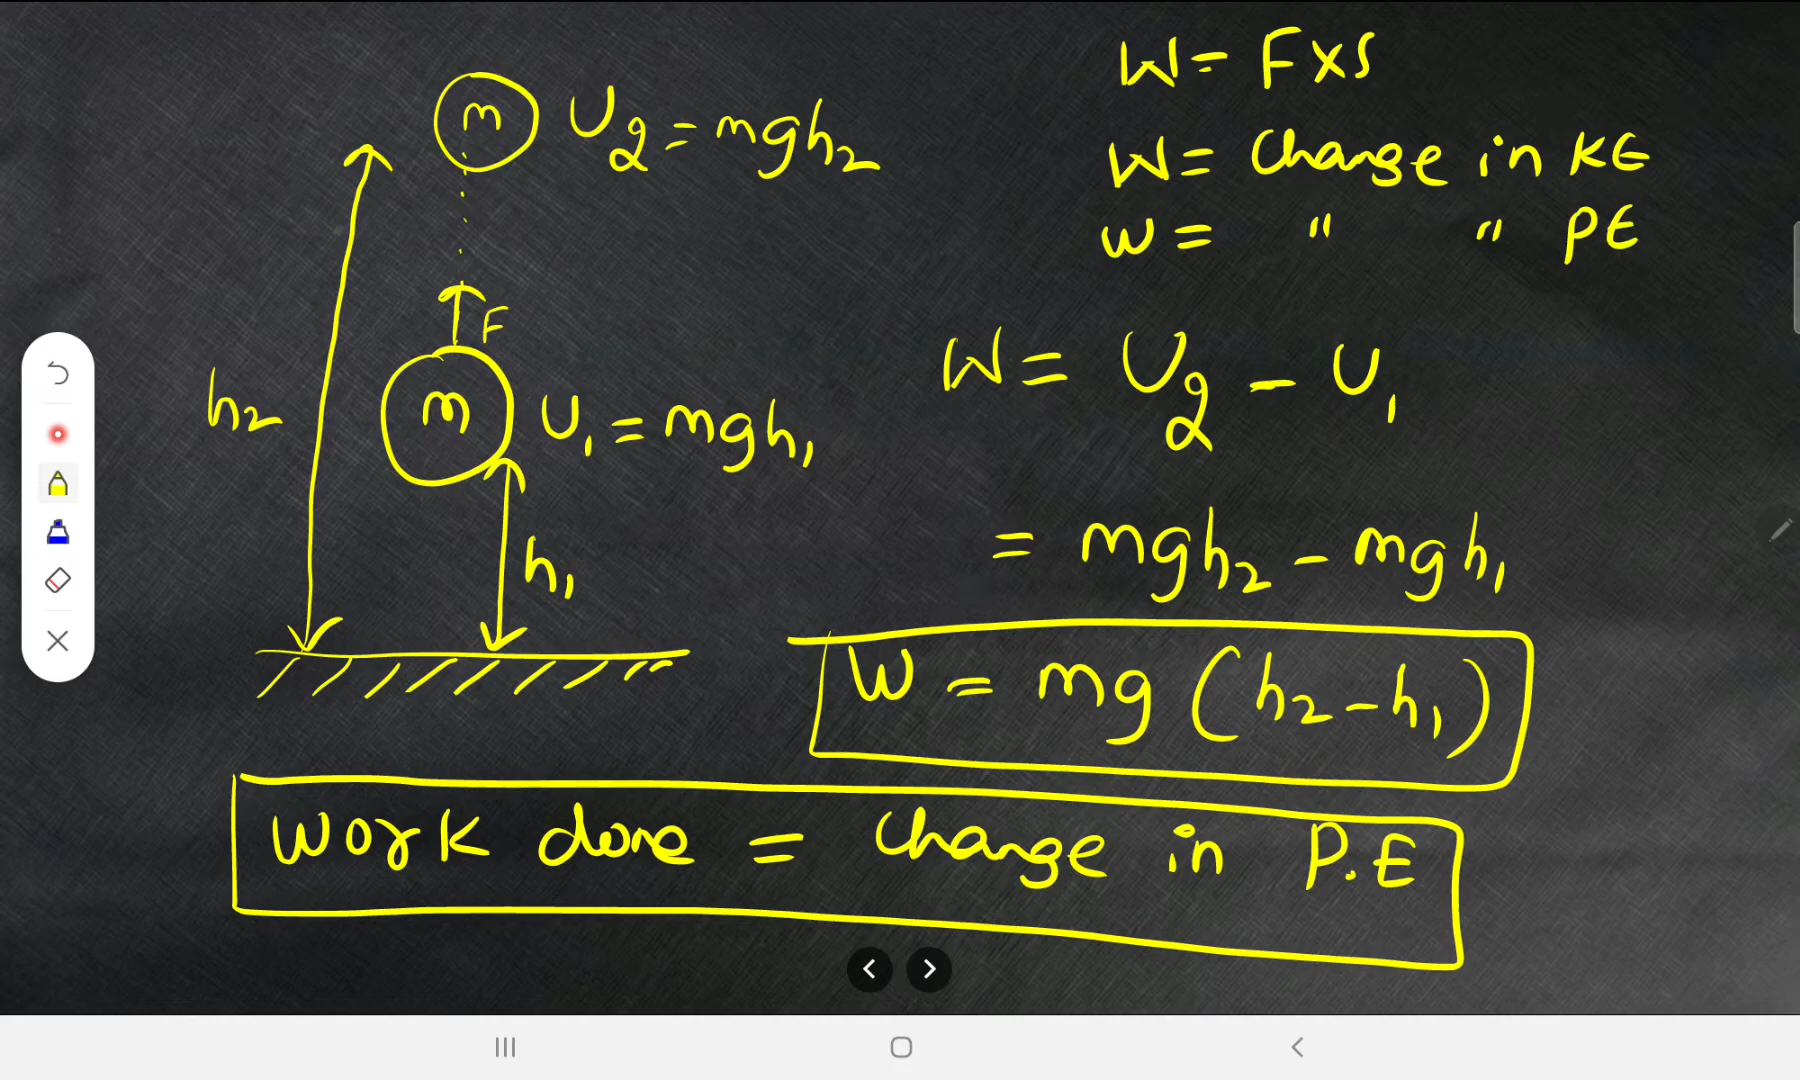 W = F × S
W = Change in KE
W = " " PE
m U₂ = mgh₂
F
h₂
m U₁ = mgh₁
h₁
W = U₂ - U₁
= mgh₂ - mgh₁
W = mg (h₂ - h₁)
Work done = Change in P.E